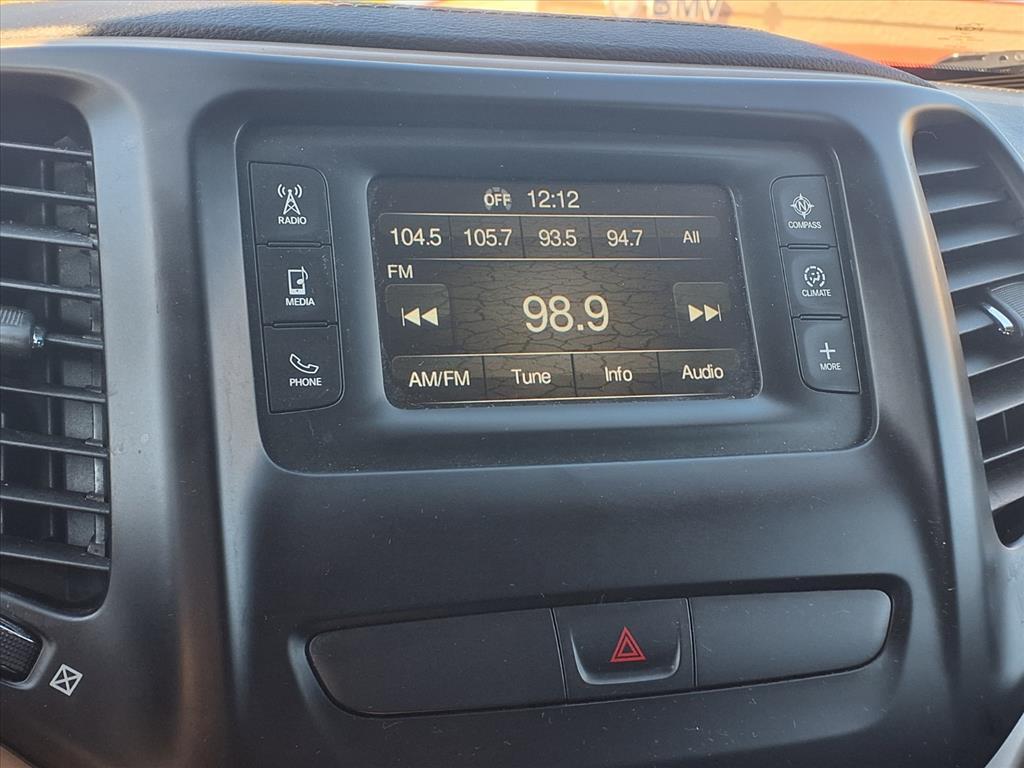 BMV
OFF 12:12
104.5 105.7 93.5 94.7 All
FM
98.9
AM/FM Tune Info Audio
RADIO
MEDIA
PHONE
N
COMPASS
CLIMATE
MORE